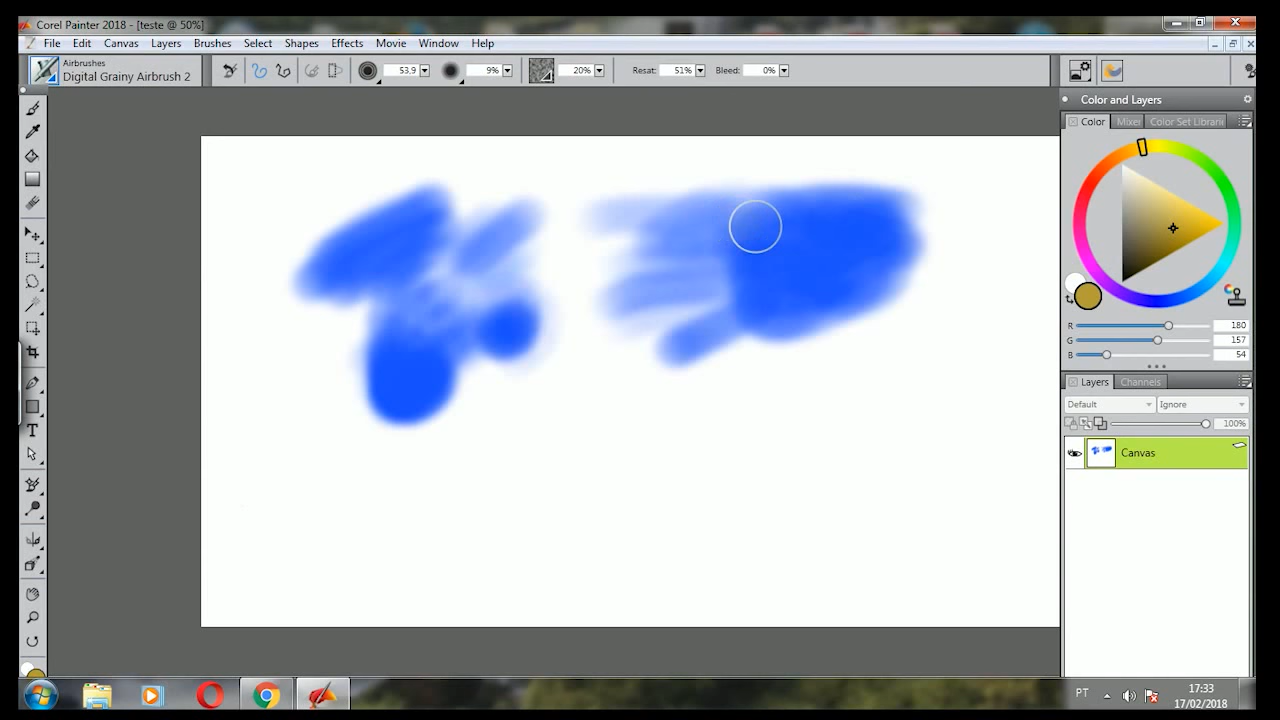 Corel Painter 2018 - [teste @ 50%]
File Edit Canvas Layers Brushes Select Shapes Effects Movie Window Help
Airbrushes
Digital Grainy Airbrush 2
53,9 9% 20% Resat: 51% Bleed: 0%
Color and Layers
Color Mixer Color Set Librari
R 180
G 157
B 54
Layers Channels
Default Ignore
100%
Canvas
T
PT
17:33
17/02/2018